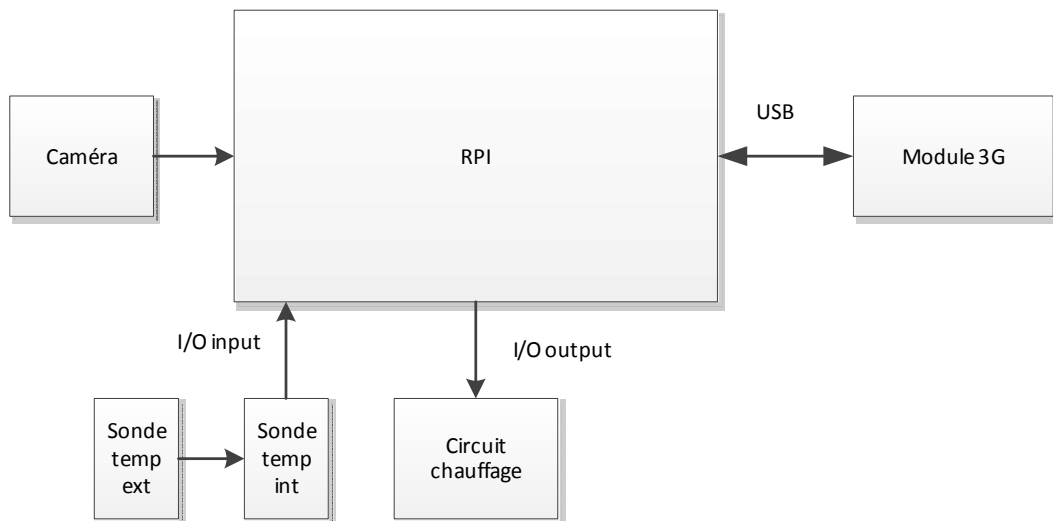 USB
Caméra
RPI
Module 3G
I/O input
I/O output
Sonde
temp
ext
Sonde
temp
int
Circuit
chauffage